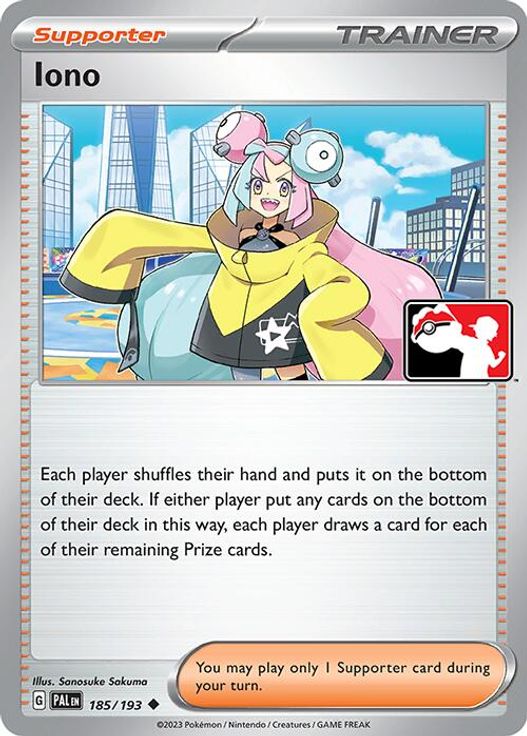 Supporter
TRAINER
Iono
Each player shuffles their hand and puts it on the bottom
of their deck. If either player put any cards on the bottom
of their deck in this way, each player draws a card for each
of their remaining Prize cards.
Illus. Sanosuke Sakuma
You may play only 1 Supporter card during
your turn.
G PAL EN 185/193
©2023 Pokémon / Nintendo / Creatures / GAME FREAK